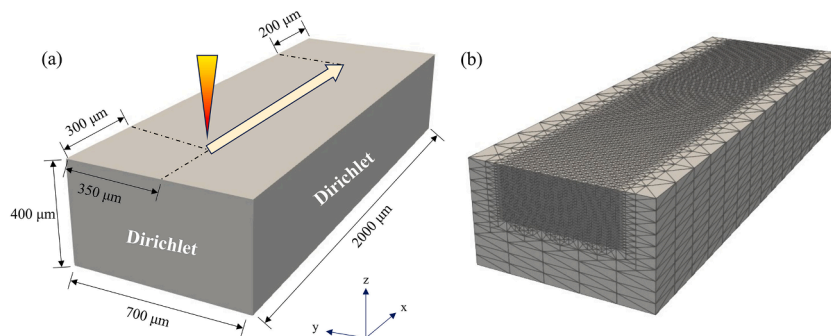 (a)
200 μm
300 μm
350 μm
400 μm
Dirichlet
Dirichlet
700 μm
2000 μm
z
x
y
(b)